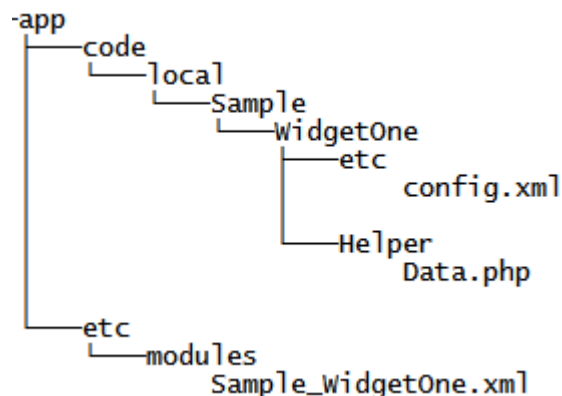 -app
code
local
Sample
WidgetOne
etc
config.xml
Helper
Data.php
etc
modules
Sample_WidgetOne.xml